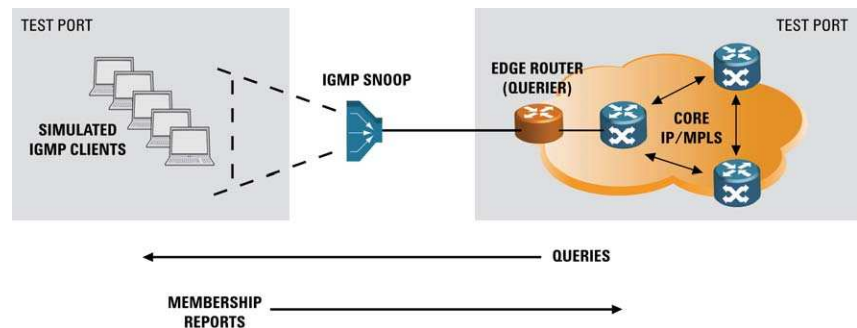 TEST PORT
TEST PORT
IGMP SNOOP
EDGE ROUTER
(QUERIER)
SIMULATED
IGMP CLIENTS
CORE
IP/MPLS
QUERIES
MEMBERSHIP
REPORTS